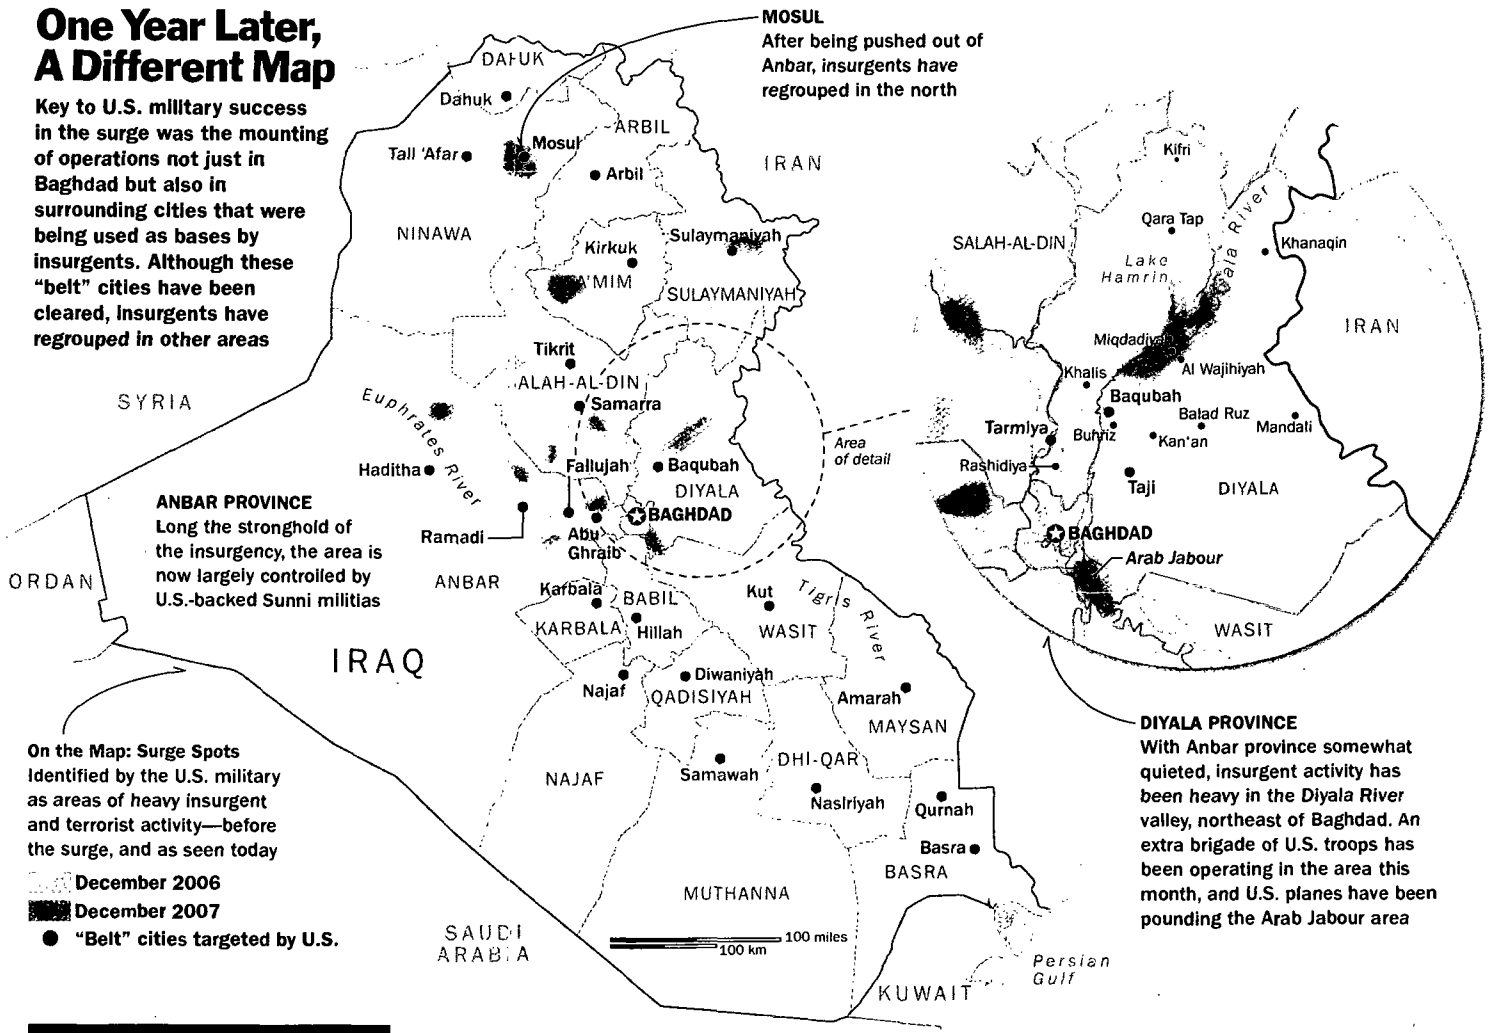 One Year Later,
A Different Map
Key to U.S. military success
in the surge was the mounting
of operations not just in
Baghdad but also in
surrounding cities that were
being used as bases by
insurgents. Although these
“belt” cities have been
cleared, insurgents have
regrouped in other areas
MOSUL
After being pushed out of
Anbar, insurgents have
regrouped in the north
DAHUK
Dahuk
ARBIL
Mosul
Tall ‘Afar
Arbil
IRAN
NINAWA
Kirkuk
Sulaymaniyah
A’MIM
SULAYMANIYAH
Tikrit
ALAH-AL-DIN
SYRIA
Euphrates River
Samarra
Haditha
Fallujah
Baqubah
DIYALA
BAGHDAD
Ramadi
Abu
Ghraib
Area
of detail
ANBAR PROVINCE
Long the stronghold of
the insurgency, the area is
now largely controlled by
U.S.-backed Sunni militias
ORDAN
ANBAR
Karbala
BABIL
Kut
Tigris River
KARBALA
Hillah
WASIT
IRAQ
Najaf
Diwaniyah
QADISIYAH
Amarah
MAYSAN
Samawah
DHI-QAR
NAJAF
Nasiriyah
Qurnah
Basra
BASRA
MUTHANNA
SAUDI
ARABIA
100 miles
100 km
KUWAIT
Persian
Gulf
Kifri
Qara Tap
Khanaqin
SALAH-AL-DIN
Lake
Hamrin
ala River
IRAN
Miqdadiyah
Al Wajihiyah
Khalis
Baqubah
Balad Ruz
Mandali
Tarmiya
Buhriz
Kan’an
Rashidiya
Taji
DIYALA
BAGHDAD
Arab Jabour
WASIT
DIYALA PROVINCE
With Anbar province somewhat
quieted, insurgent activity has
been heavy in the Diyala River
valley, northeast of Baghdad. An
extra brigade of U.S. troops has
been operating in the area this
month, and U.S. planes have been
pounding the Arab Jabour area
On the Map: Surge Spots
Identified by the U.S. military
as areas of heavy insurgent
and terrorist activity—before
the surge, and as seen today
December 2006
December 2007
“Belt” cities targeted by U.S.